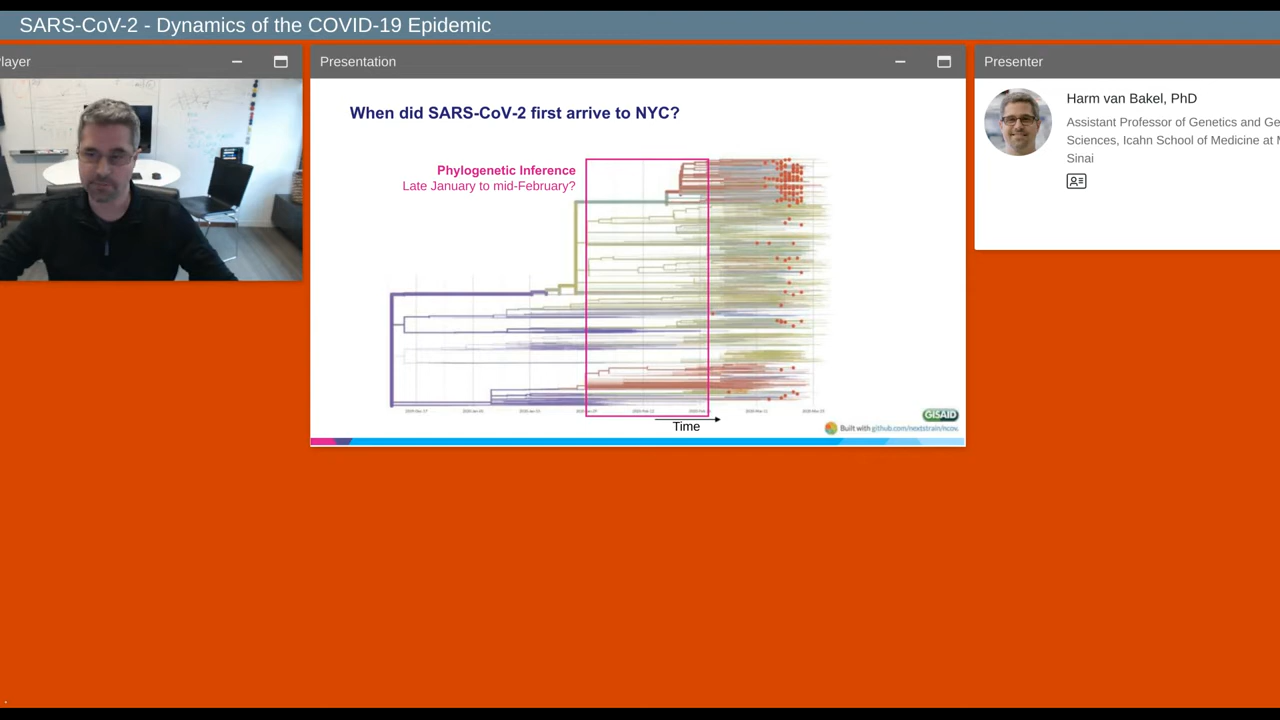 SARS-CoV-2 - Dynamics of the COVID-19 Epidemic
layer
Presentation
Presenter
When did SARS-CoV-2 first arrive to NYC?
Phylogenetic Inference
Late January to mid-February?
Time
GISAID
Built with github.com/nextstrain/ncov.
Harm van Bakel, PhD
Assistant Professor of Genetics and Ge
Sciences, Icahn School of Medicine at M
Sinai